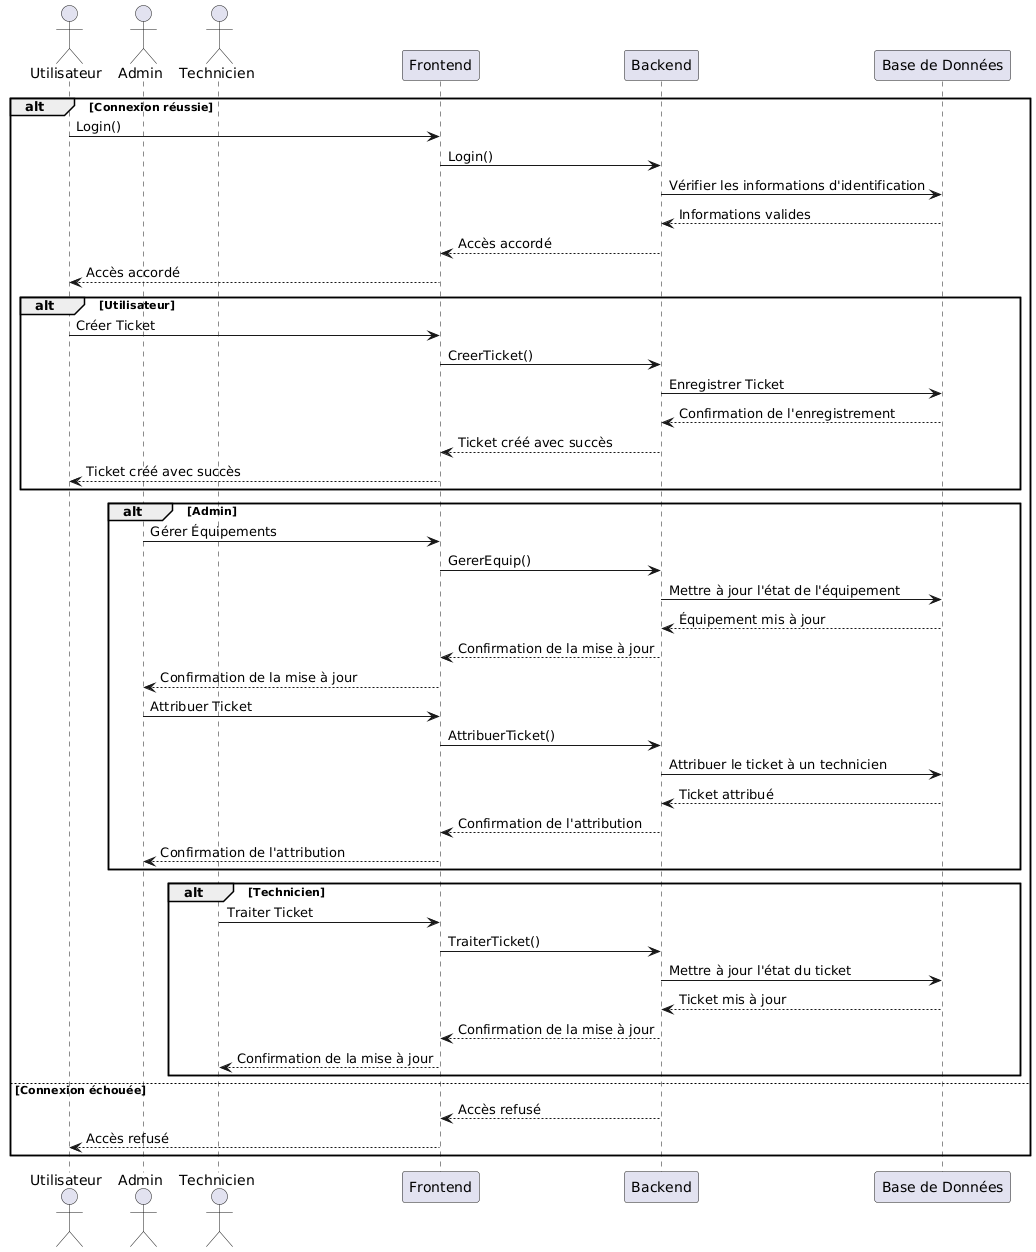 Utilisateur Admin Technicien Frontend Backend Base de Données
alt [Connexion réussie]
Login()
Login()
Vérifier les informations d'identification
Informations valides
Accès accordé
Accès accordé
alt [Utilisateur]
Créer Ticket
CreerTicket()
Enregistrer Ticket
Confirmation de l'enregistrement
Ticket créé avec succès
Ticket créé avec succès
alt [Admin]
Gérer Équipements
GererEquip()
Mettre à jour l'état de l'équipement
Équipement mis à jour
Confirmation de la mise à jour
Confirmation de la mise à jour
Attribuer Ticket
AttribuerTicket()
Attribuer le ticket à un technicien
Ticket attribué
Confirmation de l'attribution
Confirmation de l'attribution
alt [Technicien]
Traiter Ticket
TraiterTicket()
Mettre à jour l'état du ticket
Ticket mis à jour
Confirmation de la mise à jour
Confirmation de la mise à jour
[Connexion échouée]
Accès refusé
Accès refusé
Utilisateur Admin Technicien Frontend Backend Base de Données